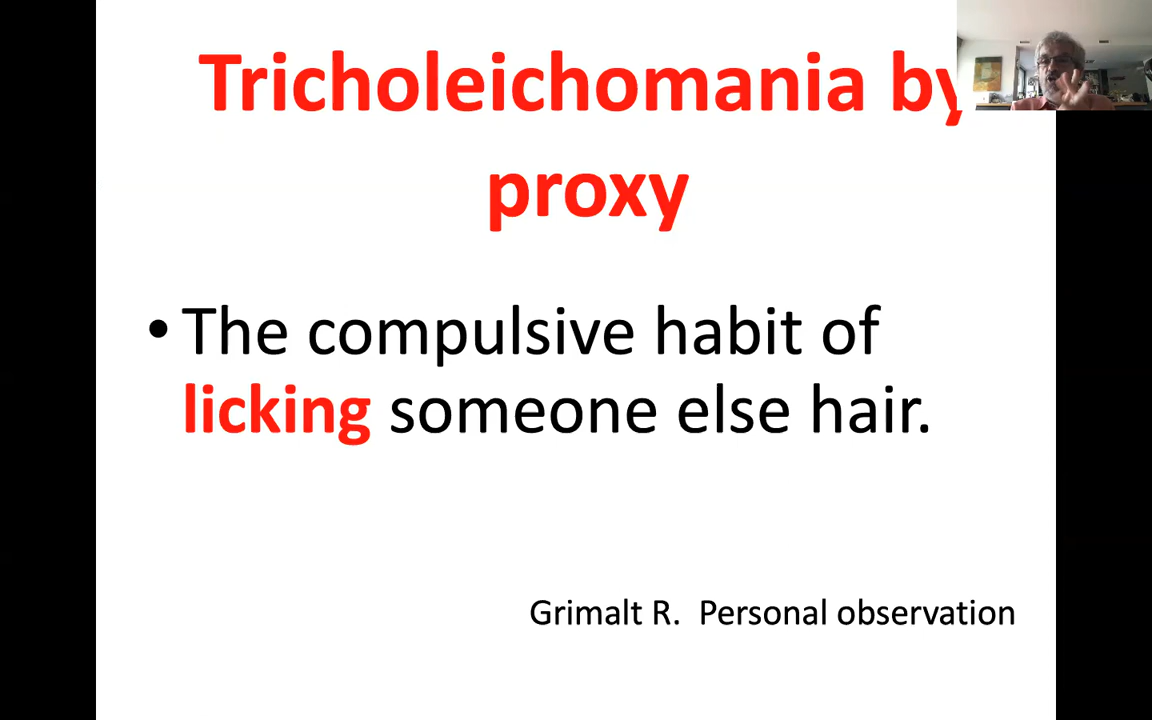 Tricholeichomania by
proxy
• The compulsive habit of
licking someone else hair.
Grimalt R. Personal observation